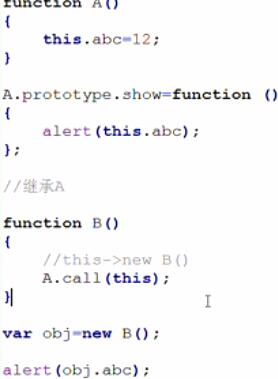 function A()
{
this.abc=12;
}
A.prototype.show=function ()
{
alert(this.abc);
};
//继承A
function B()
{
//this->new B()
A.call(this);
}
var obj=new B();
alert(obj.abc);